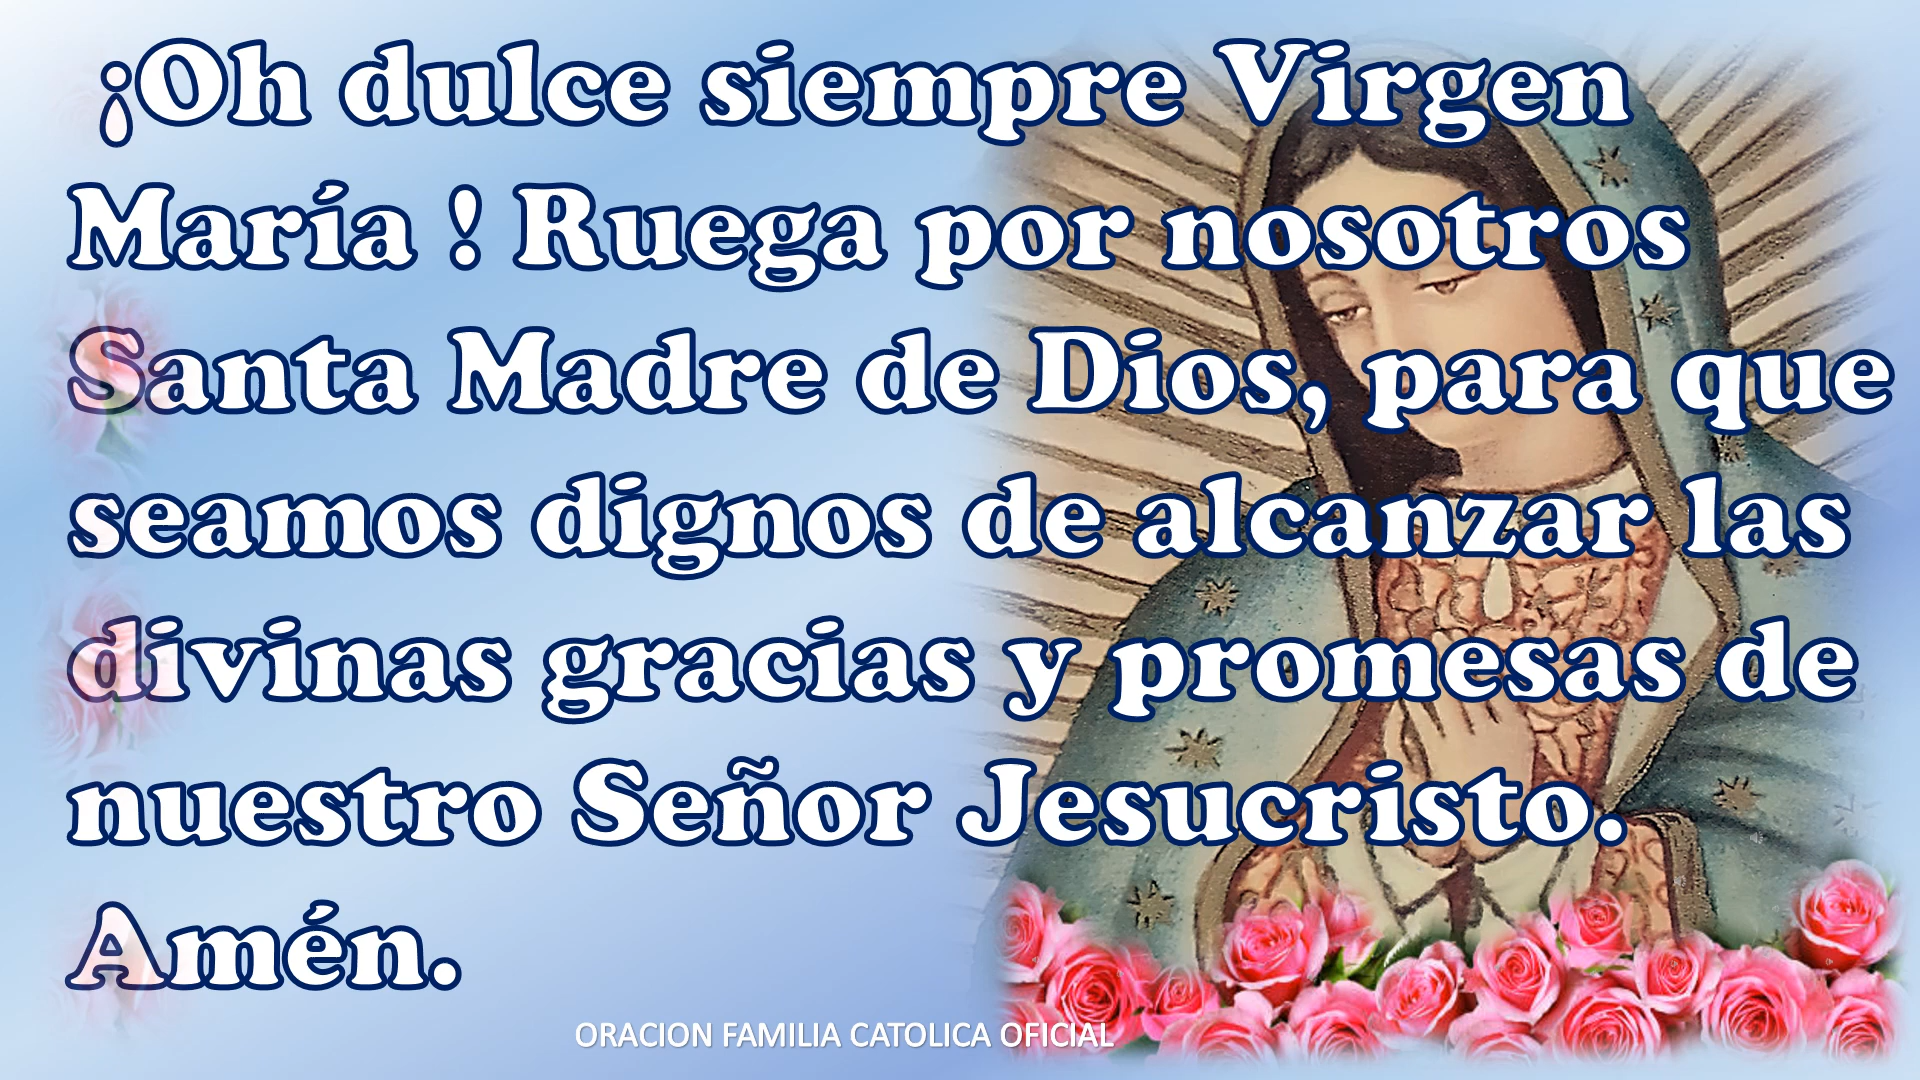 ¡Oh dulce siempre Virgen
María ! Ruega por nosotros
Santa Madre de Dios, para que
seamos dignos de alcanzar las
divinas gracias y promesas de
nuestro Señor Jesucristo.
Amén.
ORACION FAMILIA CATOLICA OFICIAL